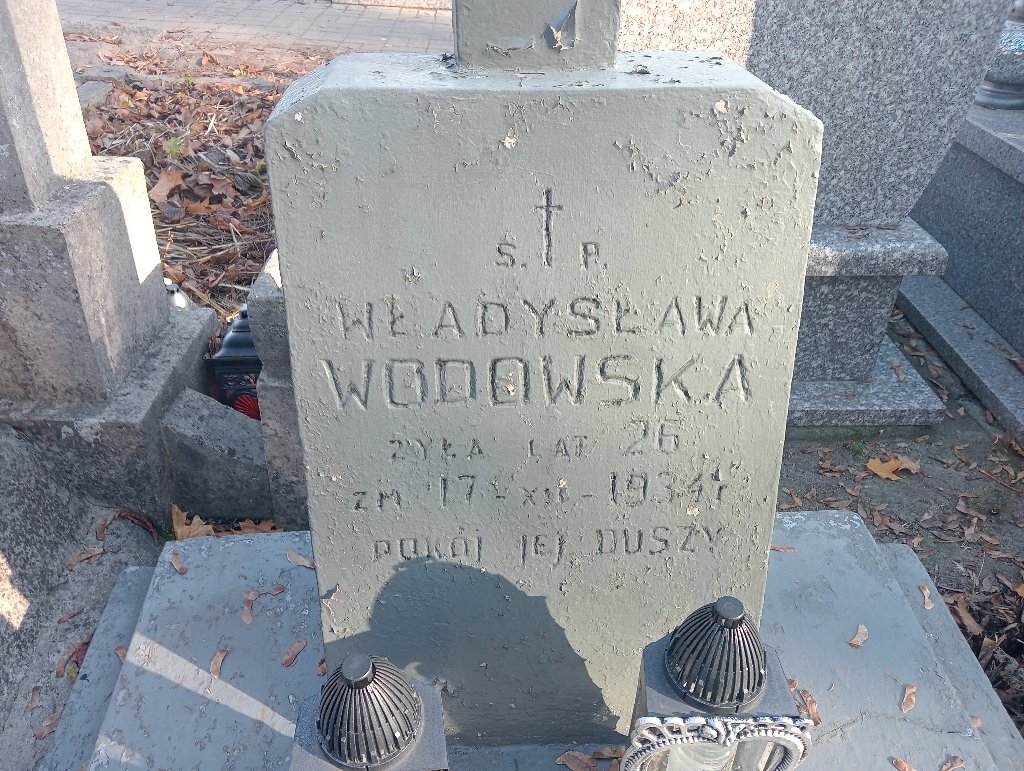 S. P.
WŁADYSŁAWA
WODOWSKA
ŻYŁA LAT 26
ZM. 17-XII-1934 r.
POKÓJ JEJ DUSZY